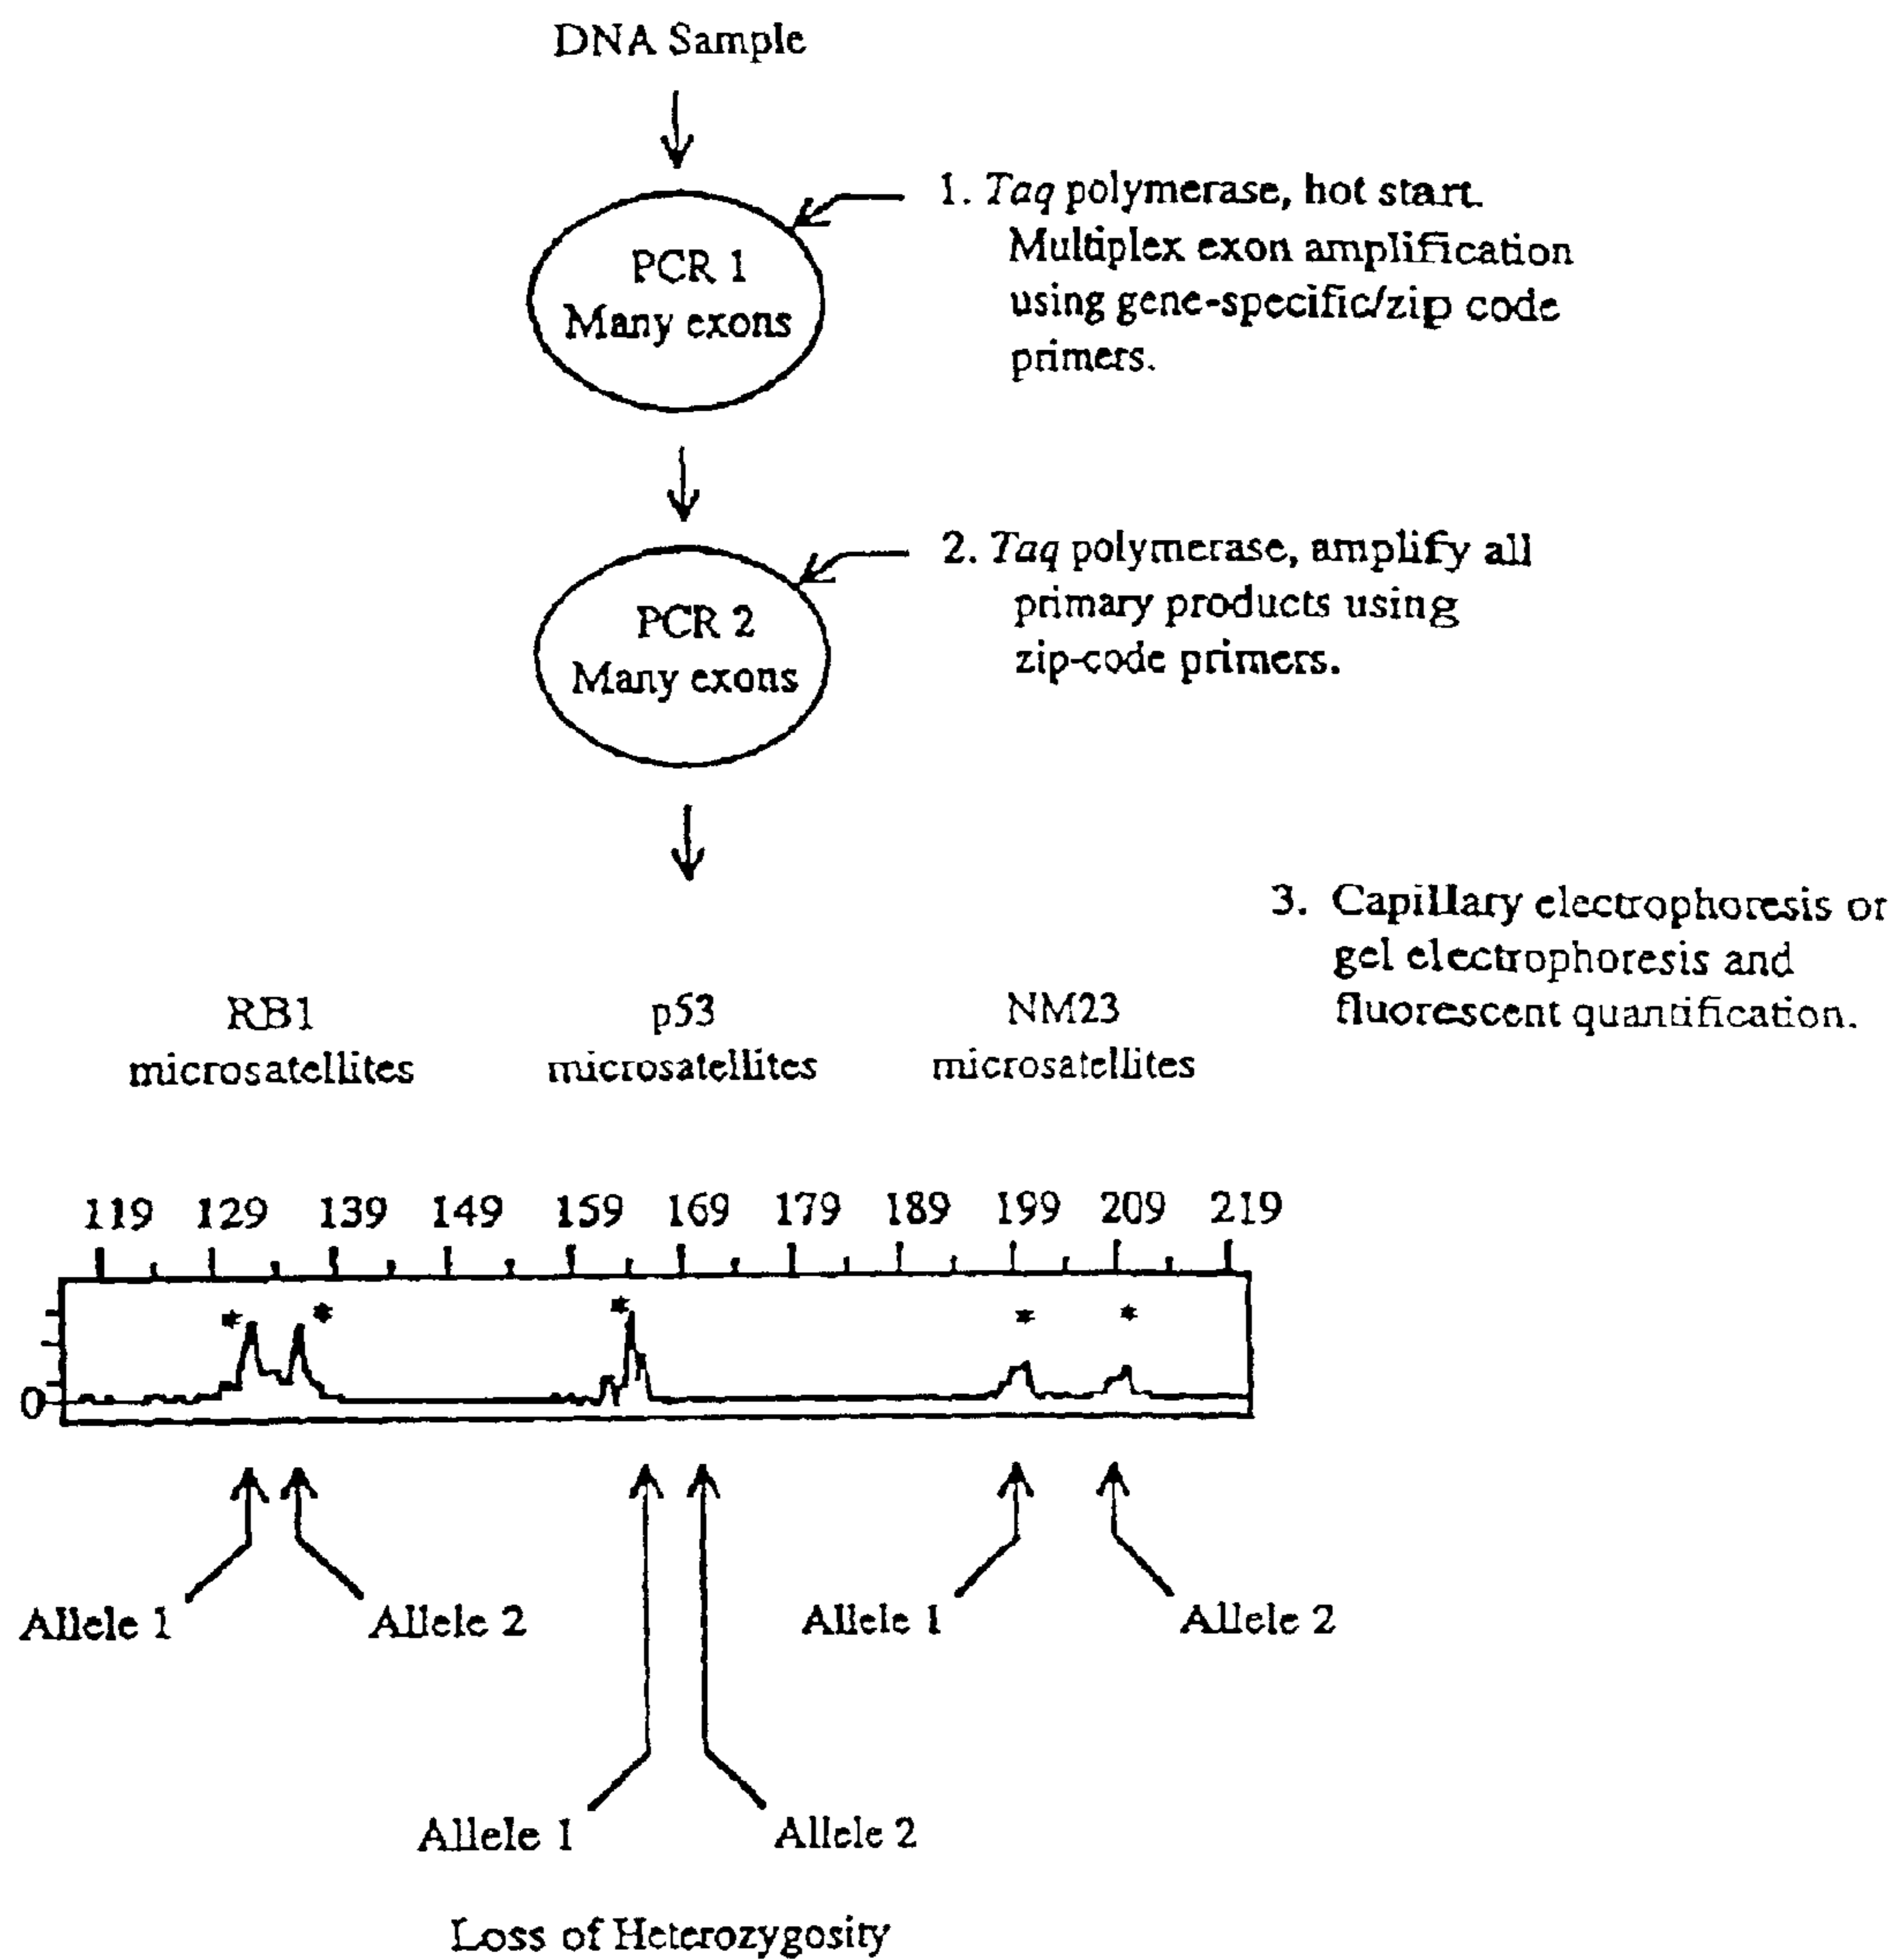 DNA Sample
1. Taq polymerase, hot start.
Multiplex exon amplification
using gene-specific/zip code
primers.
PCR 1
Many exons
2. Taq polymerase, amplify all
primary products using
zip-code primers.
PCR 2
Many exons
3. Capillary electrophoresis or
gel electrophoresis and
fluorescent quantification.
RB1
microsatellites
p53
microsatellites
NM23
microsatellites
119 129 139 149 159 169 179 189 199 209 219
* * * * *
0
Allele 1 Allele 2 Allele 1 Allele 2
Allele 1 Allele 2
Loss of Heterozygosity